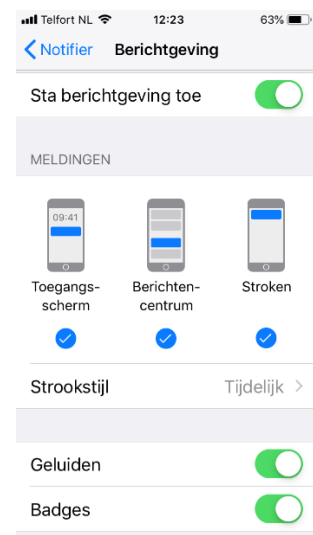 Telfort NL 12:23 63%
Notifier Berichtgeving
Sta berichtgeving toe
MELDINGEN
09:41
Toegangs-
scherm
Berichten-
centrum
Stroken
Strookstijl Tijdelijk
Geluiden
Badges